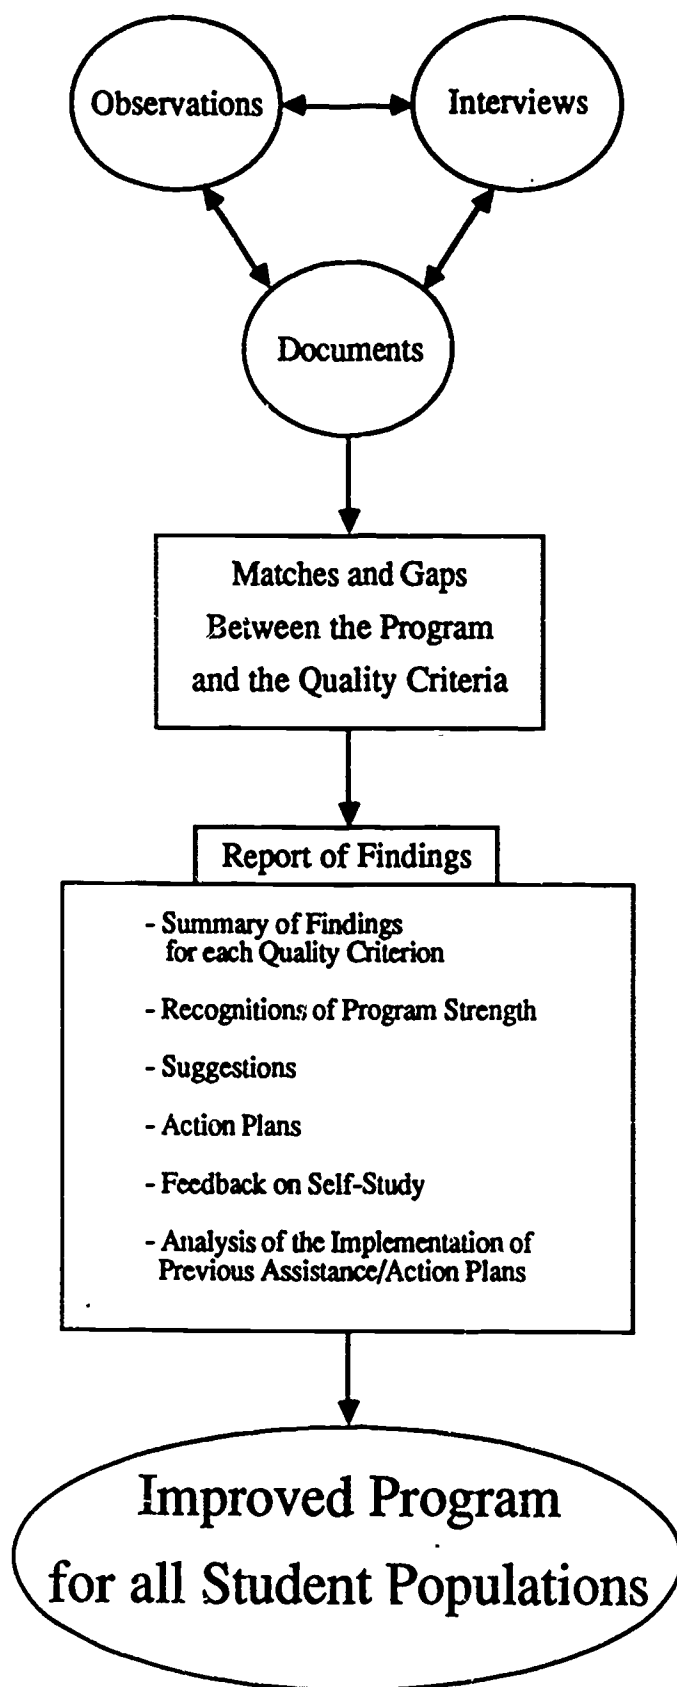 Observations
Interviews
Documents
Matches and Gaps
Between the Program
and the Quality Criteria
Report of Findings
- Summary of Findings
for each Quality Criterion
- Recognitions of Program Strength
- Suggestions
- Action Plans
- Feedback on Self-Study
- Analysis of the Implementation of
Previous Assistance/Action Plans
Improved Program
for all Student Populations